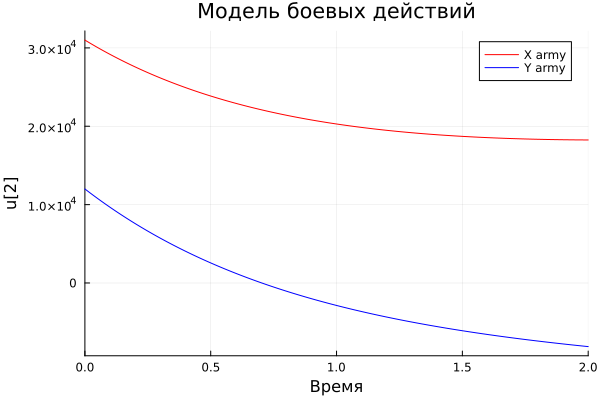 Модель боевых действий
X army
Y army
3.0×10⁴
2.0×10⁴
1.0×10⁴
0
u[2]
0.0 0.5 1.0 1.5 2.0
Время